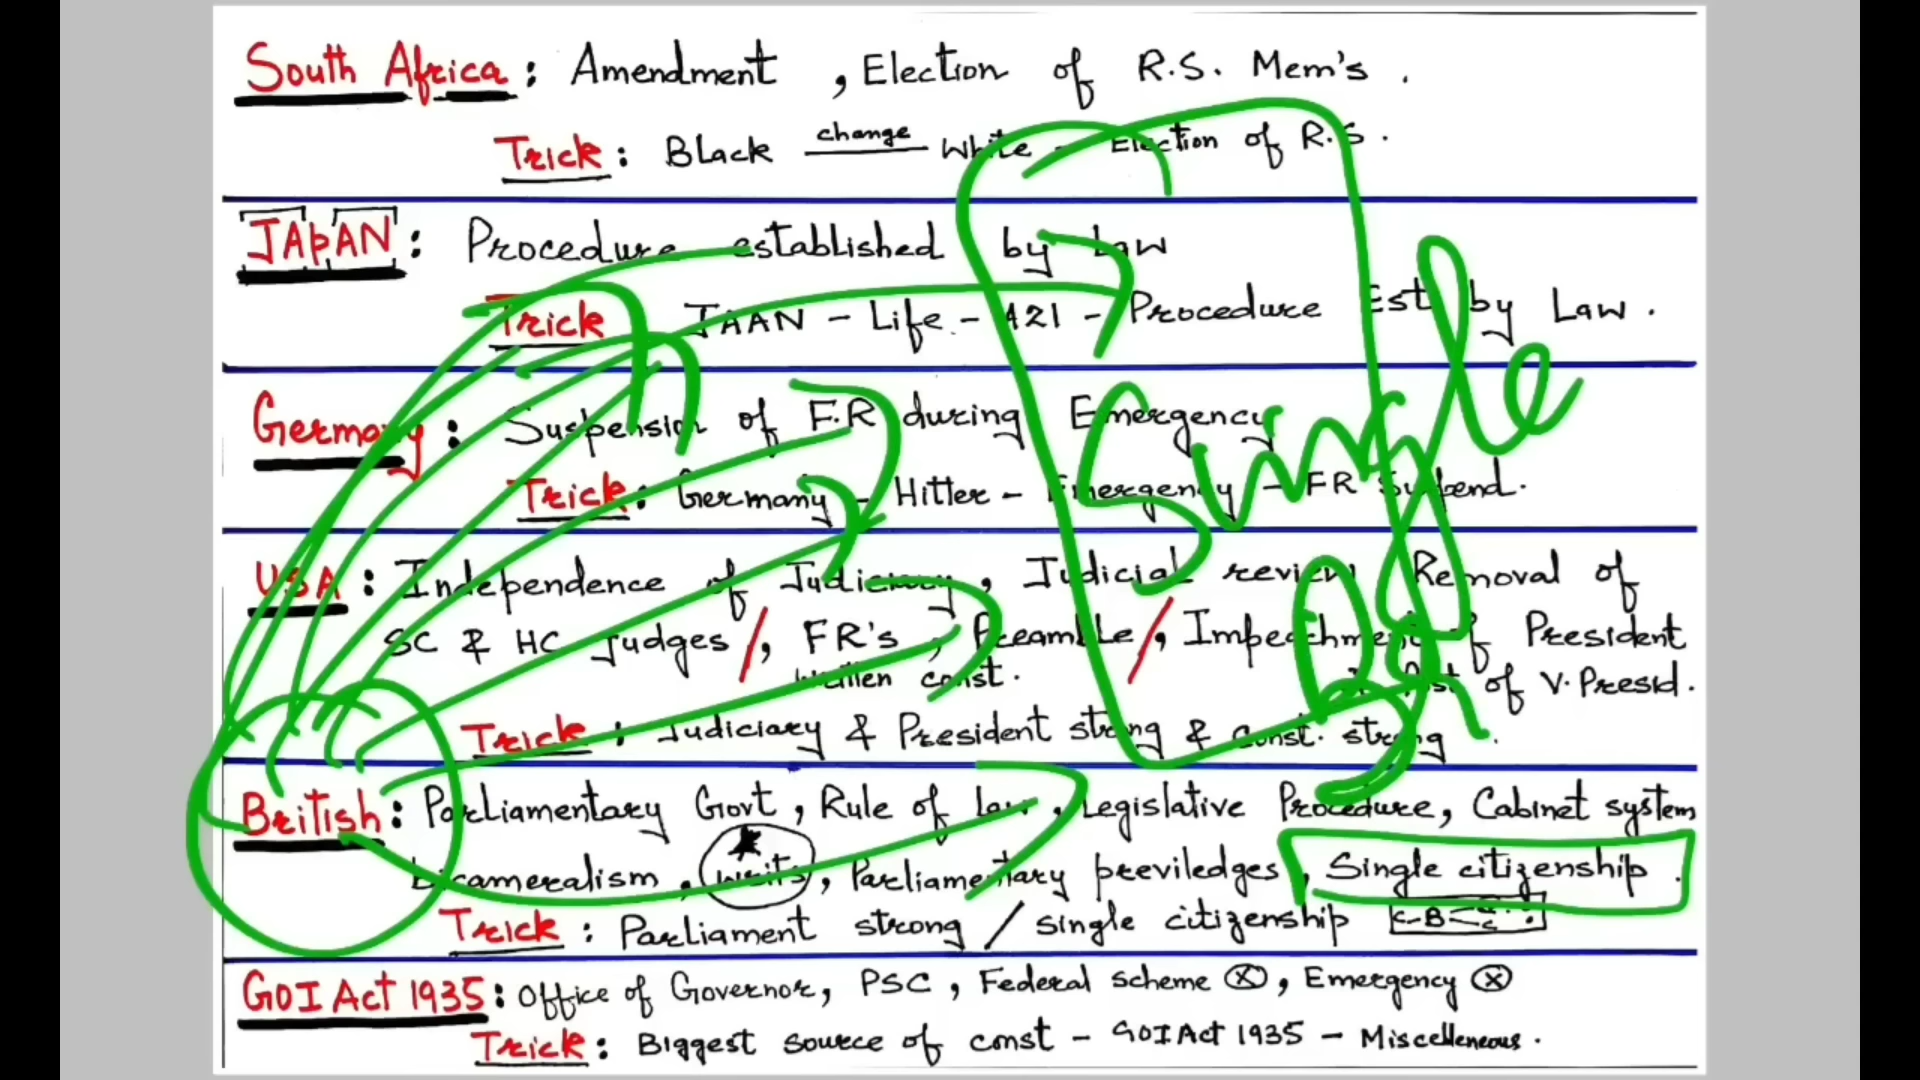 South Africa : Amendment , Election of R.S. Mem's .
Trick : Black change White - Election of R.S .
JAPAN : Procedure established by Law
Trick JAAN - Life - A21 - Procedure Est by Law .
Germany : Suspension of F.R during Emergency
Trick : Germany - Hitler - Emergency - FR Suspend .
Single
USA : Independence of Judiciary , Judicial review Removal of
SC & HC Judges / , FR's , Preamble / , Impeachment of President
Written const . of V. Presid .
Trick : Judiciary & President strong & const . strong .
British : Parliamentary Govt , Rule of law , Legislative Procedure , Cabinet system
Bicameralism , writs , Parliamentary previledges , Single citizenship .
Trick : Parliament strong / single citizenship
GOI Act 1935 : Office of Governor , PSC , Federal scheme ⓧ , Emergency ⓧ
Trick : Biggest source of const - GOI Act 1935 - Miscelleneous .